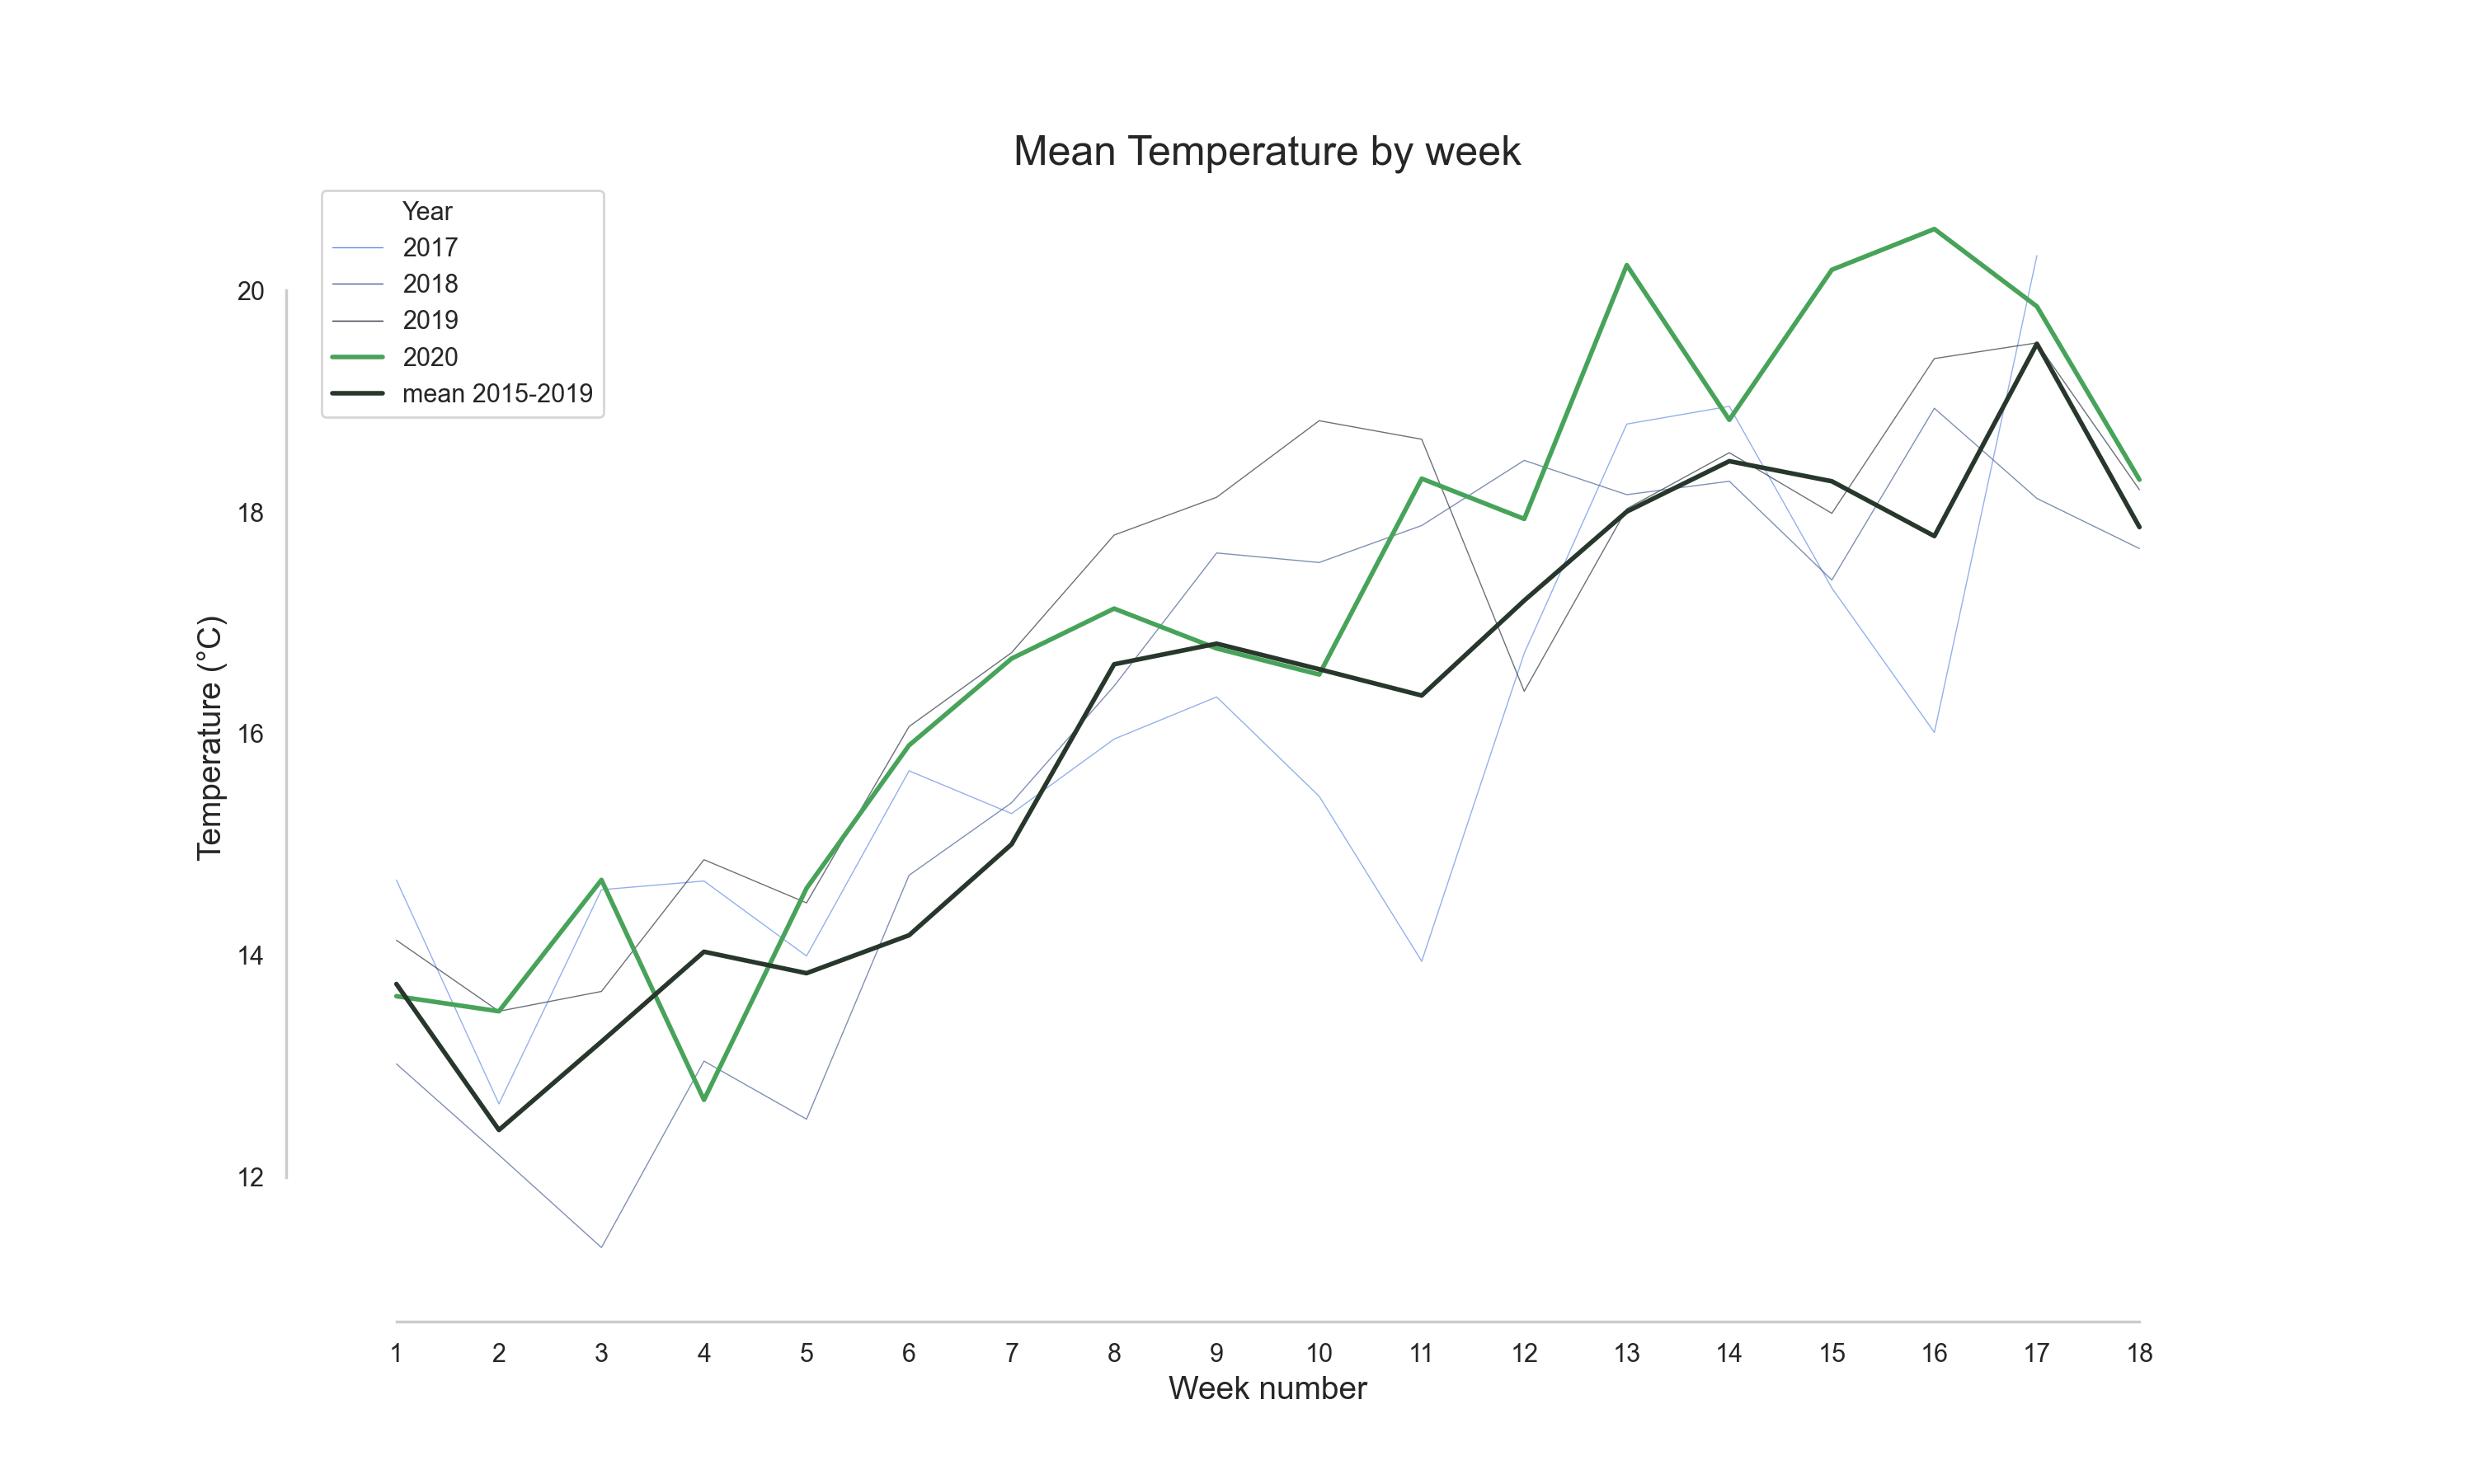 Mean Temperature by week
Year
2017
2018
2019
2020
mean 2015-2019
20
18
16
14
12
Temperature (°C)
1 2 3 4 5 6 7 8 9 10 11 12 13 14 15 16 17 18
Week number